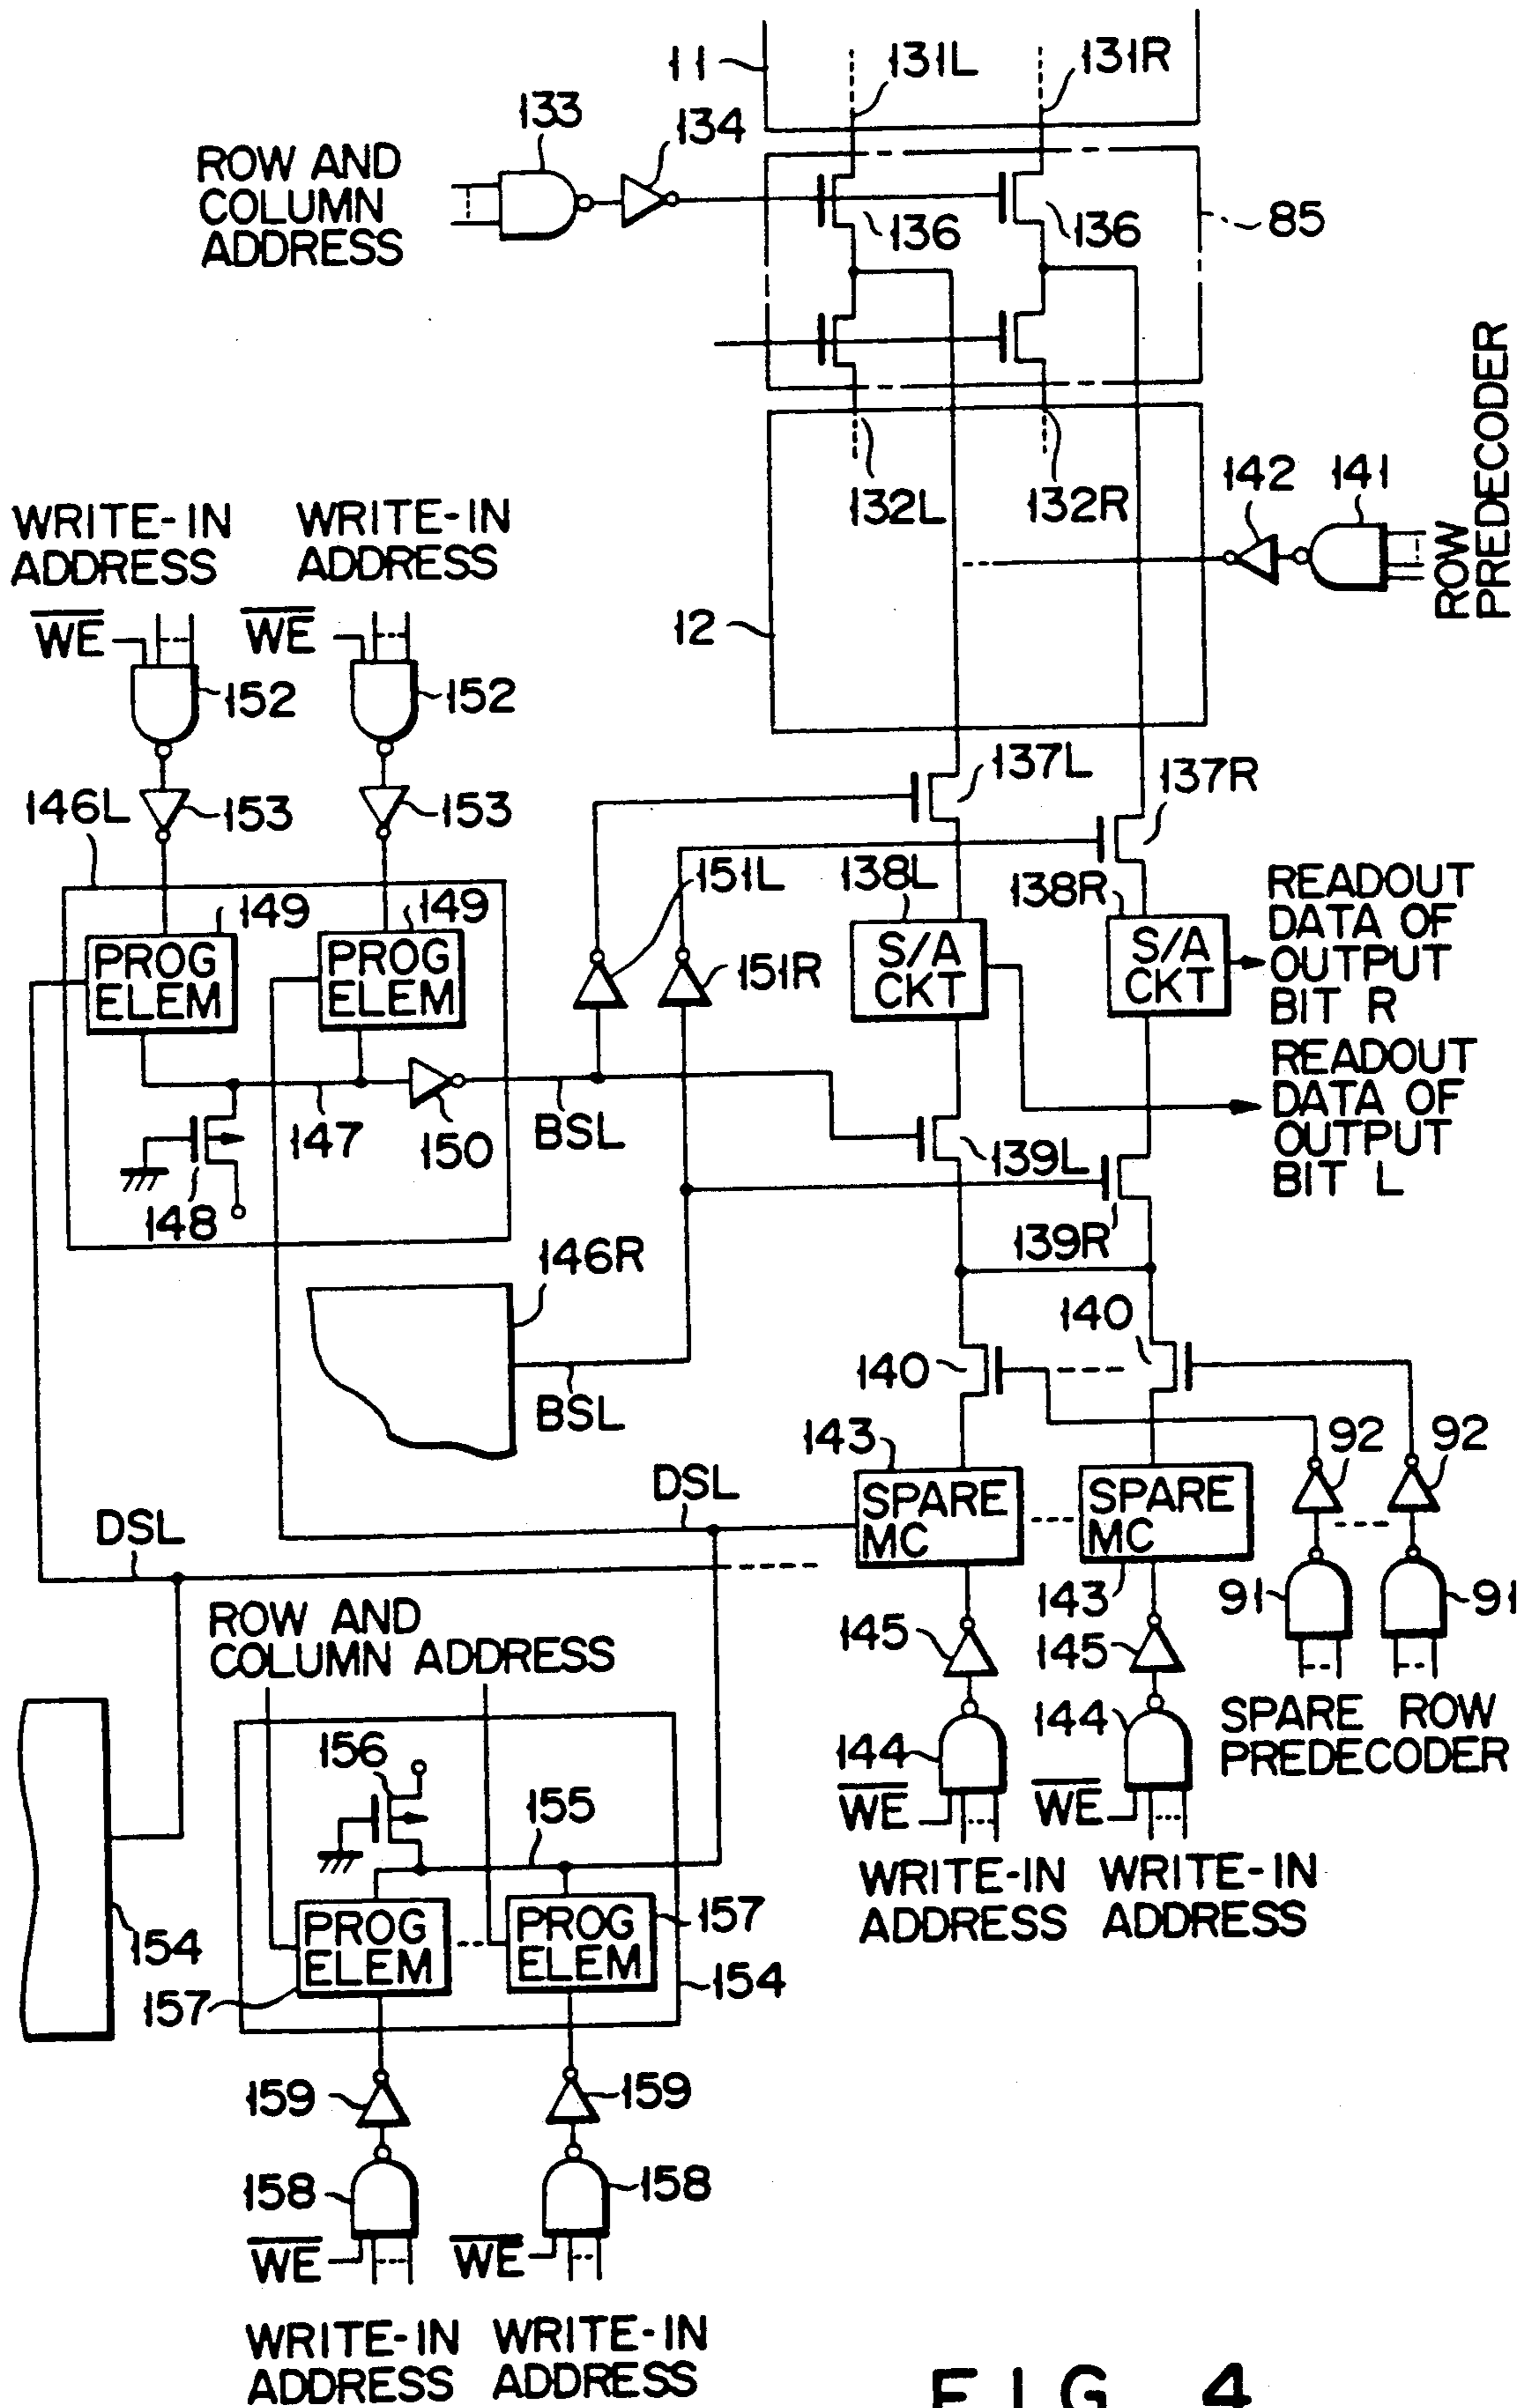 11
131L
131R
133
134
ROW AND
COLUMN
ADDRESS
136
136
85
132L
132R
142
141
ROW
PREDECODER
12
WRITE-IN
ADDRESS
WRITE-IN
ADDRESS
WE
WE
152
152
153
153
146L
137L
137R
149
149
PROG
ELEM
PROG
ELEM
151L
151R
138L
138R
S/A
CKT
S/A
CKT
READOUT
DATA OF
OUTPUT
BIT R
READOUT
DATA OF
OUTPUT
BIT L
147
148
150
BSL
139L
139R
146R
BSL
140
140
143
SPARE
MC
SPARE
MC
143
92
92
91
91
DSL
DSL
145
145
144
144
WE
WE
SPARE ROW
PREDECODER
WRITE-IN
ADDRESS
WRITE-IN
ADDRESS
ROW AND
COLUMN ADDRESS
156
155
PROG
ELEM
PROG
ELEM
157
157
154
154
159
159
158
158
WE
WE
WRITE-IN
ADDRESS
WRITE-IN
ADDRESS
FIG. 4